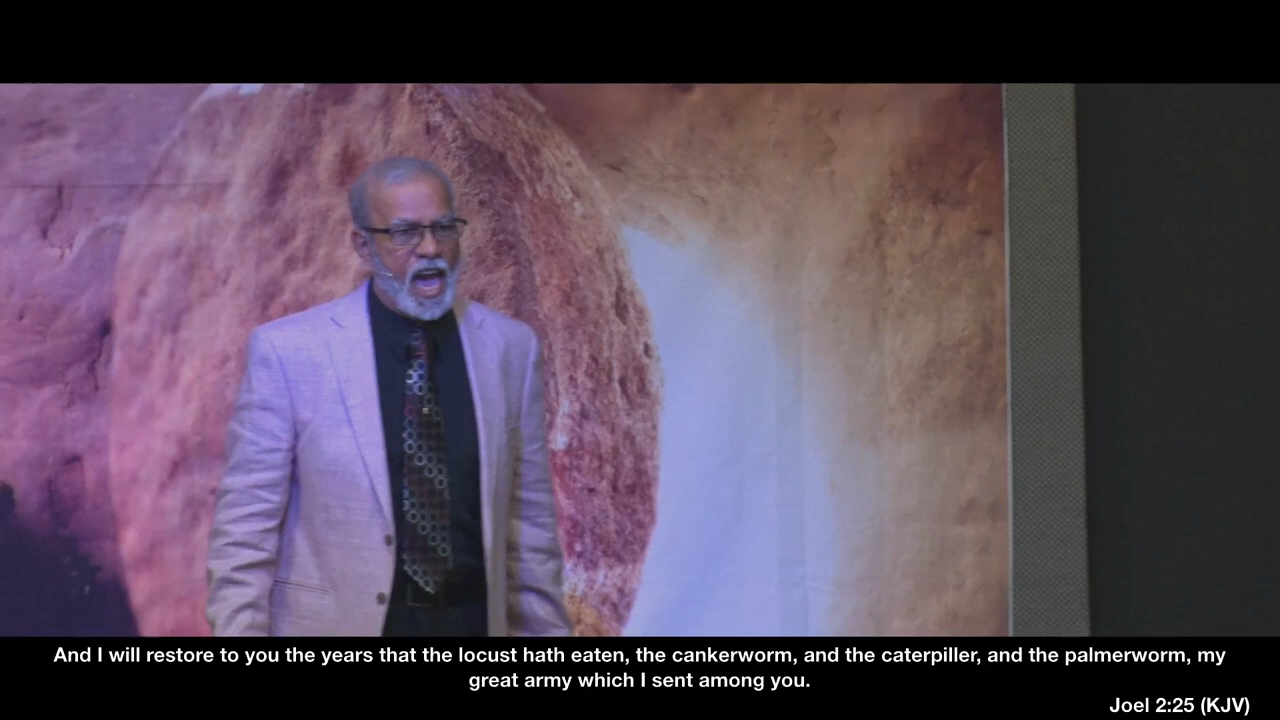 And I will restore to you the years that the locust hath eaten, the cankerworm, and the caterpiller, and the palmerworm, my
great army which I sent among you.
Joel 2:25 (KJV)